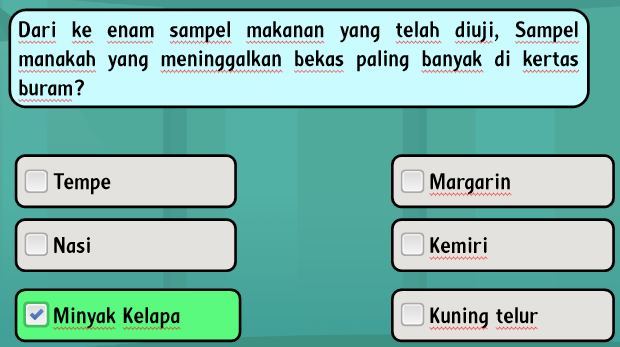 Dari ke enam sampel makanan yang telah diuji, Sampel
manakah yang meninggalkan bekas paling banyak di kertas
buram?
Tempe
Margarin
Nasi
Kemiri
Minyak Kelapa
Kuning telur